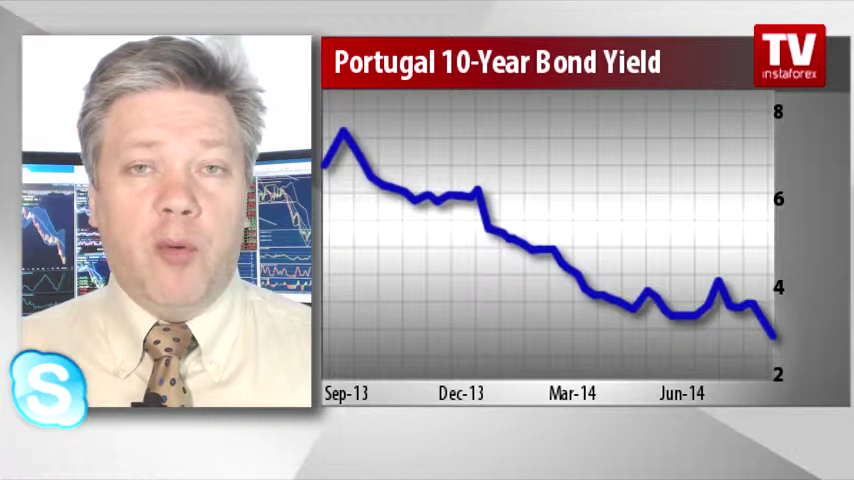 Portugal 10-Year Bond Yield
TV
instaforex
8
6
4
2
Sep-13
Dec-13
Mar-14
Jun-14
S